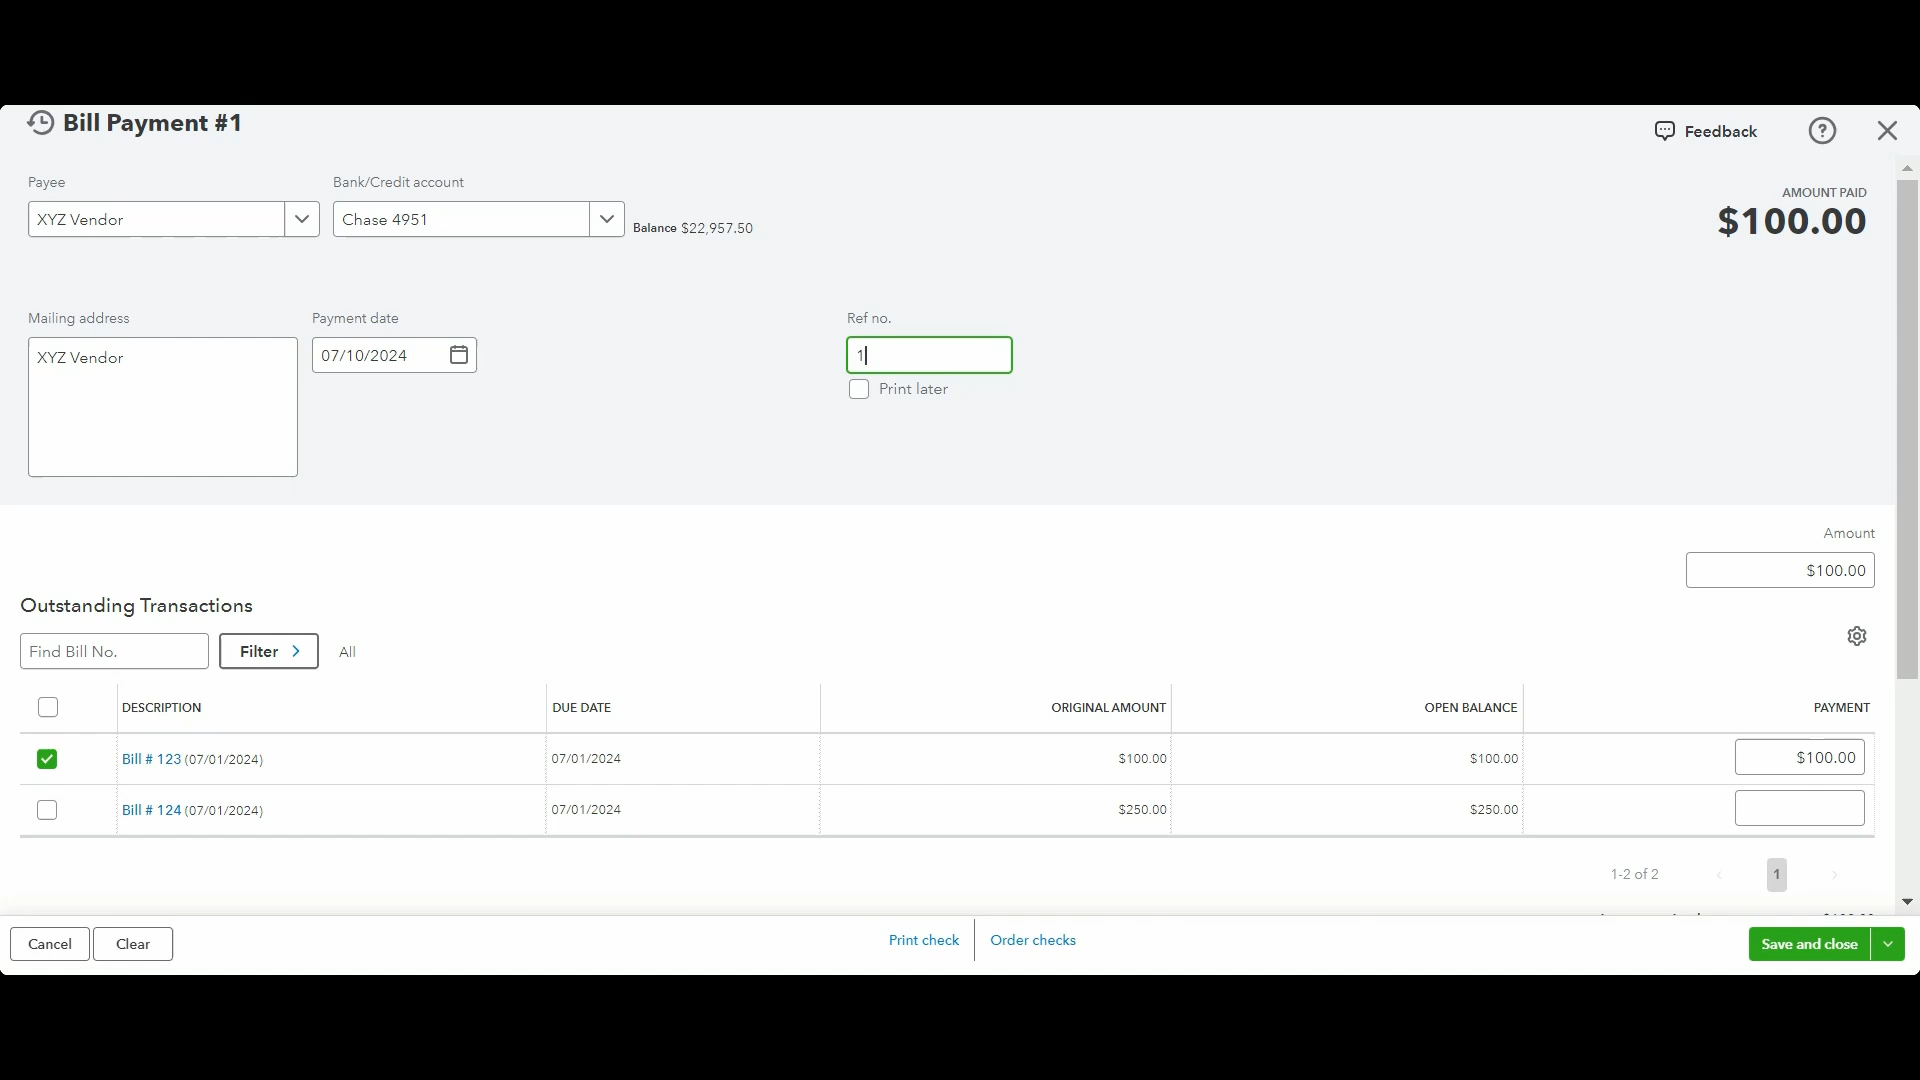 Bill Payment #1
Feedback
Payee
Bank/Credit account
AMOUNT PAID
XYZ Vendor
Chase 4951
Balance $22,957.50
$100.00
Mailing address
Payment date
Ref no.
XYZ Vendor
07/10/2024
1
Print later
Amount
$100.00
Outstanding Transactions
Find Bill No.
Filter
All
DESCRIPTION DUE DATE ORIGINAL AMOUNT OPEN BALANCE PAYMENT
Bill # 123 (07/01/2024) 07/01/2024 $100.00 $100.00 $100.00
Bill # 124 (07/01/2024) 07/01/2024 $250.00 $250.00
1-2 of 2
1
Cancel
Clear
Print check
Order checks
Save and close